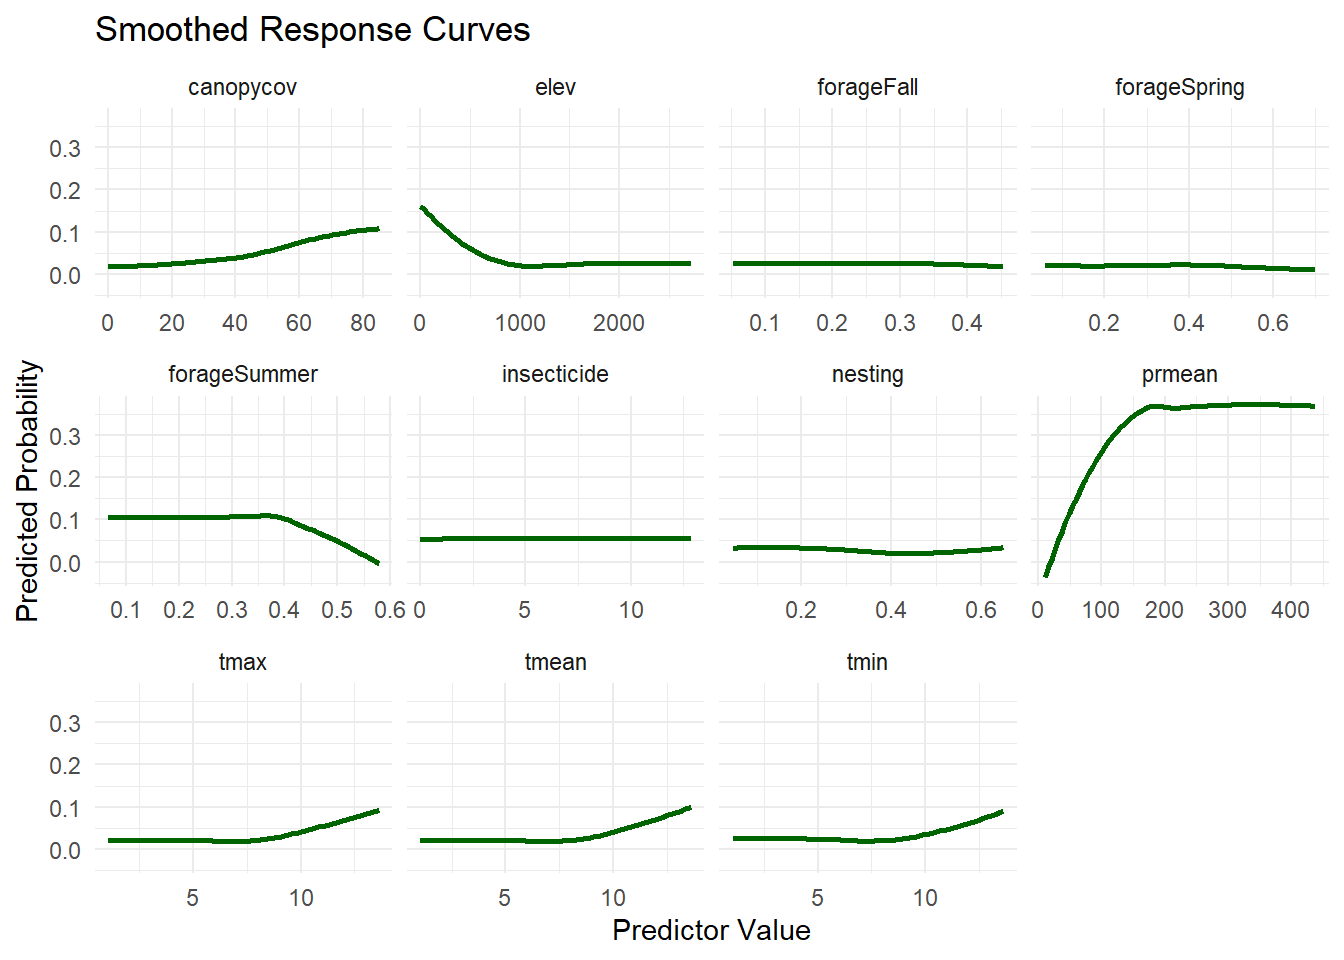 Smoothed Response Curves
canopycov elev forageFall forageSpring
0.3
0.2
0.1
0.0
0 20 40 60 80 0 1000 2000 0.1 0.2 0.3 0.4 0.2 0.4 0.6
forageSummer insecticide nesting prmean
0.3
0.2
0.1
0.0
0.1 0.2 0.3 0.4 0.5 0.6 0 5 10 0.2 0.4 0.6 0 100 200 300 400
tmax tmean tmin
0.3
0.2
0.1
0.0
5 10 5 10 5 10
Predicted Probability
Predictor Value